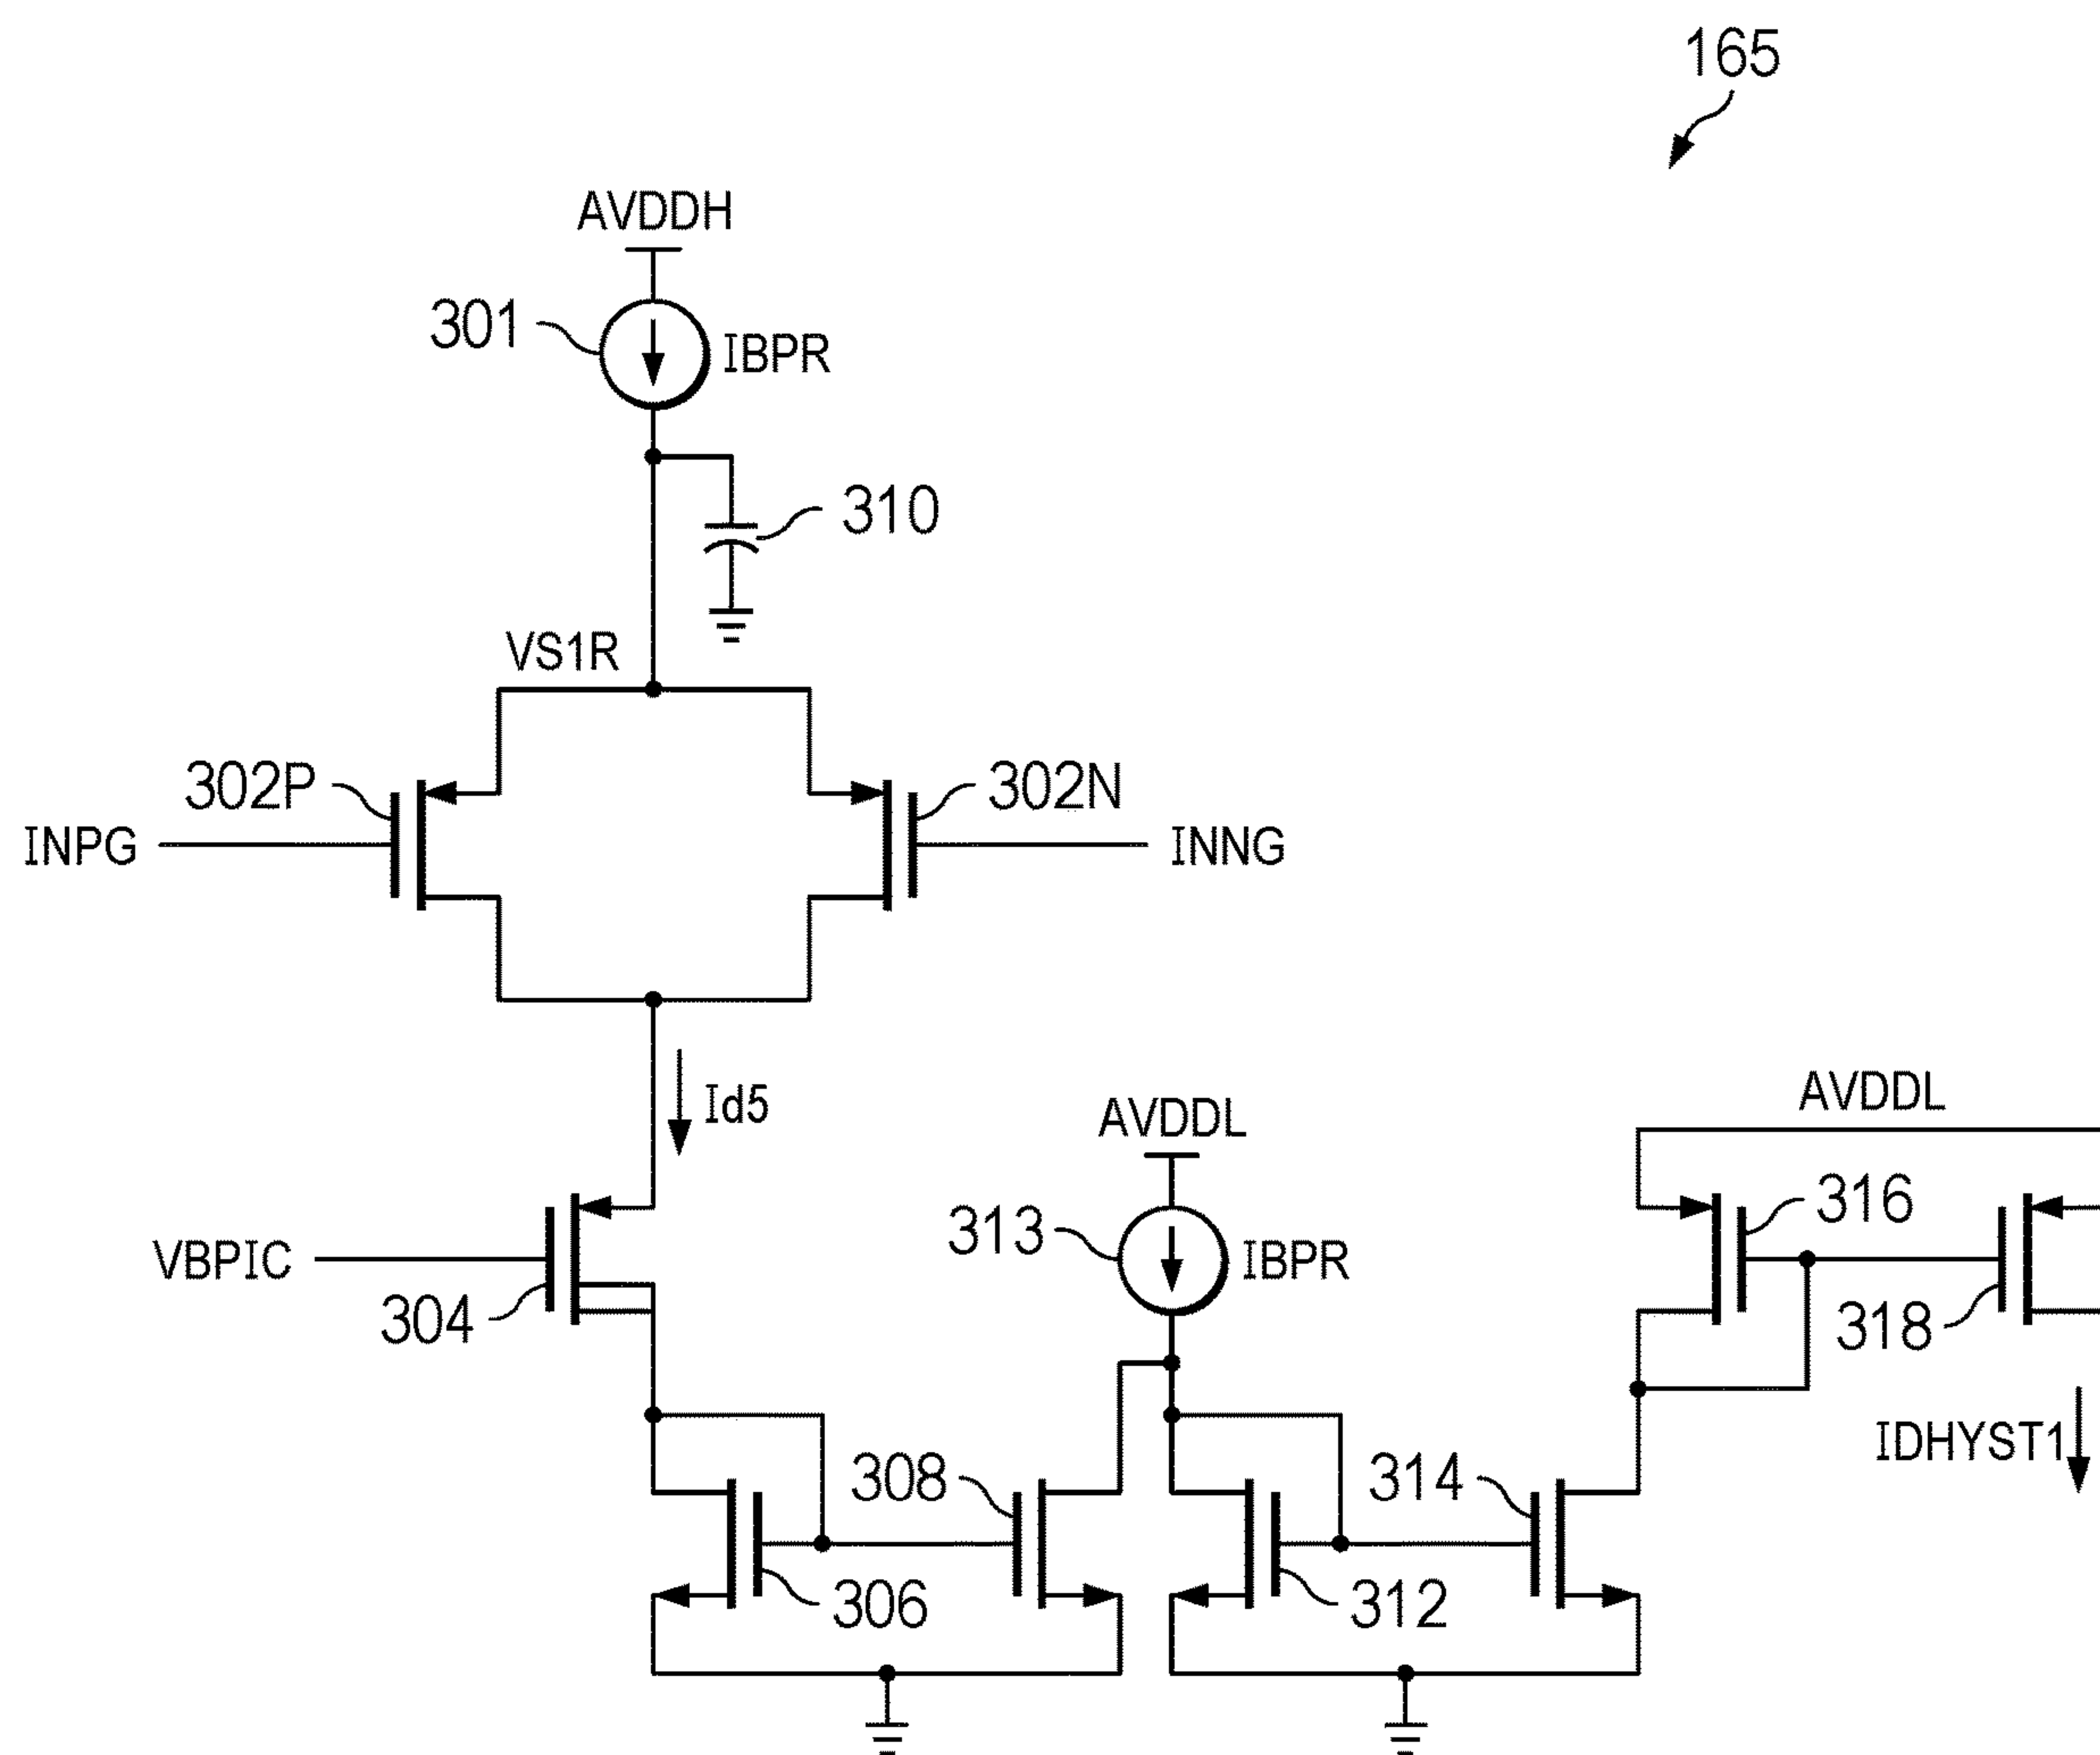 165
AVDDH
301
IBPR
310
VS1R
302P
302N
INPG
INNG
Id5
AVDDL
AVDDL
316
313
IBPR
VBPIC
304
318
IDHYST1
308
314
306
312